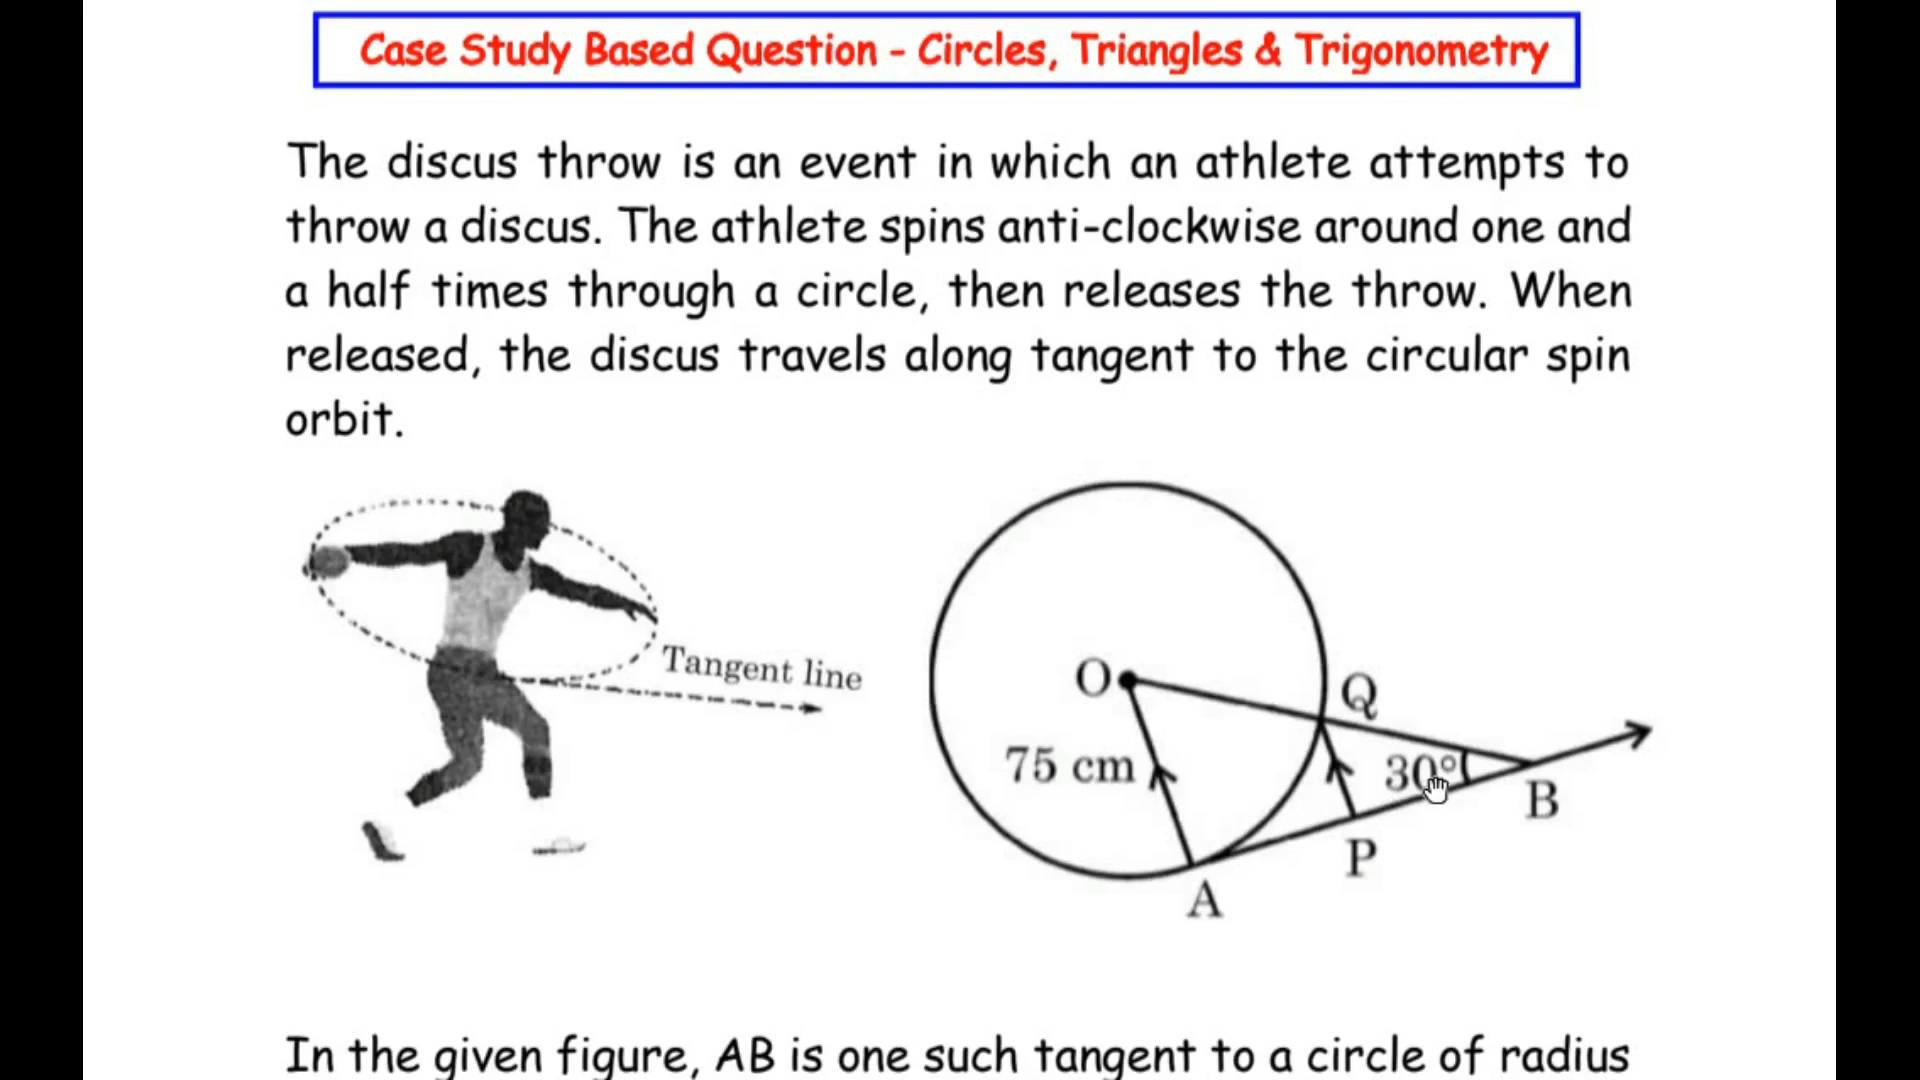 Case Study Based Question - Circles, Triangles & Trigonometry
The discus throw is an event in which an athlete attempts to
throw a discus. The athlete spins anti-clockwise around one and
a half times through a circle, then releases the throw. When
released, the discus travels along tangent to the circular spin
orbit.
Tangent line
O
Q
75 cm
30°
B
P
A
In the given figure, AB is one such tangent to a circle of radius